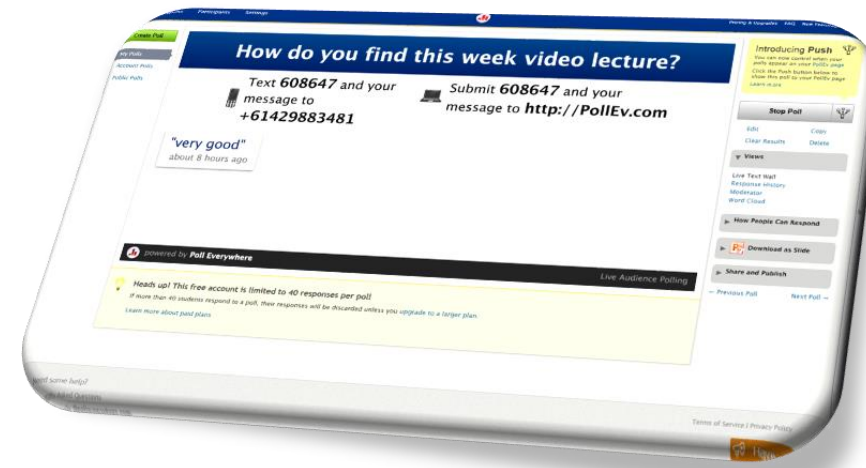 Participants
Settings
Create Poll
My Polls
Account Polls
Public Polls
How do you find this week video lecture?
Text 608647 and your
message to
+61429883481
Submit 608647 and your
message to http://PollEv.com
"very good"
about 8 hours ago
powered by Poll Everywhere
Live Audience Polling
Heads up! This free account is limited to 40 responses per poll
If more than 40 students respond to a poll, their responses will be discarded unless you upgrade to a larger plan.
Learn more about paid plans
Pricing & Upgrades
FAQ
Introducing Push
You can now control when your
polls appear on your PollEv page
Click the Push button below to
show this poll to your PollEv page
Learn more
Stop Poll
Edit
Copy
Clear Results
Delete
Views
Live Text Wall
Response History
Moderator
Word Cloud
How People Can Respond
Download as Slide
Share and Publish
← Previous Poll
Next Poll →
Need some help?
Terms of Service | Privacy Policy